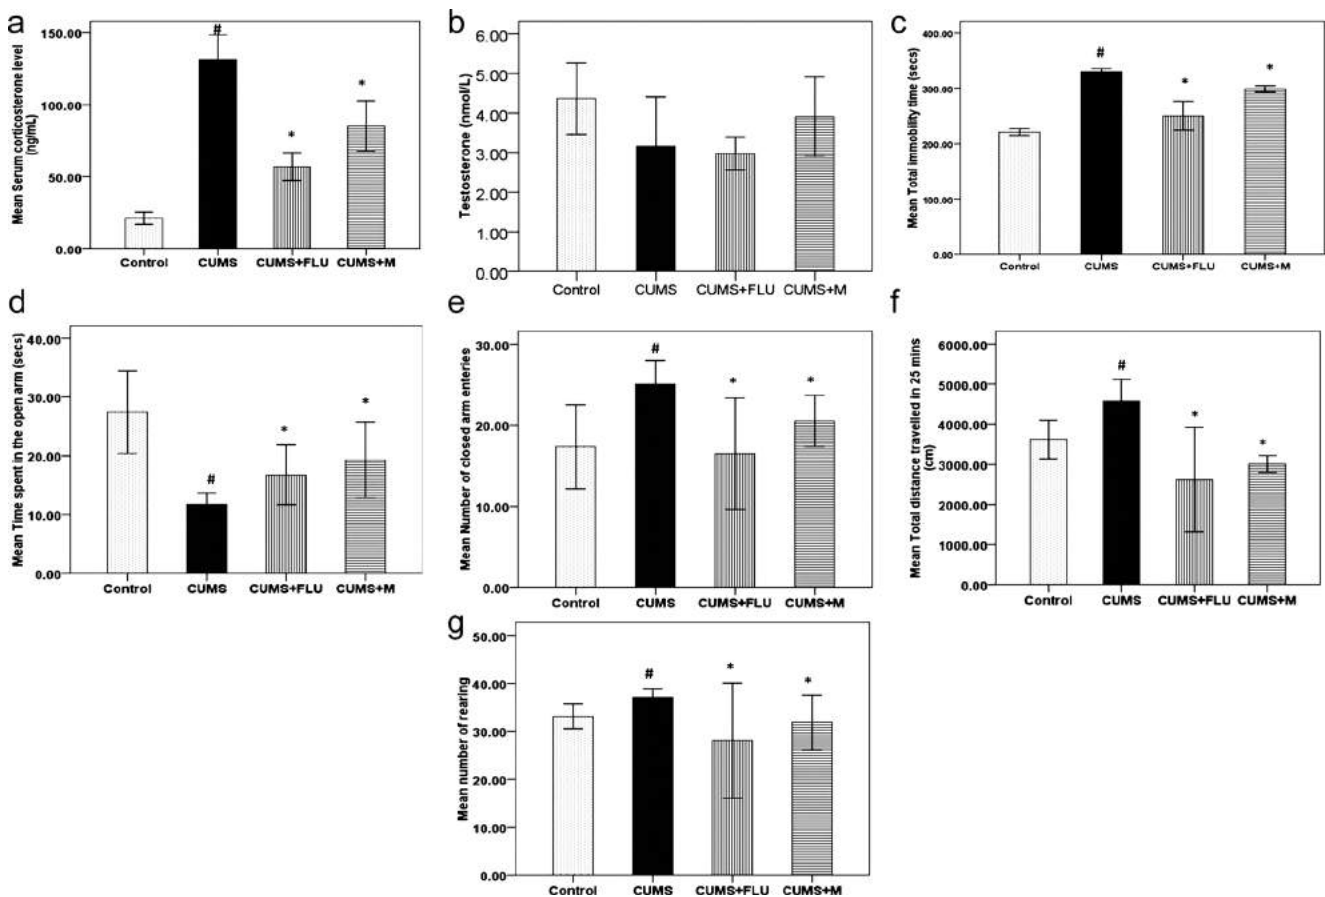 a
Mean Serum corticosterone level
(ng/mL)
150.00
100.00
50.00
0.00
#
*
*
Control CUMS CUMS+FLU CUMS+M
b
Testosterone (nmol/L)
6.00
5.00
4.00
3.00
2.00
1.00
0.00
Control CUMS CUMS+FLU CUMS+M
c
Mean Total immobility time (secs)
400.00
300.00
200.00
100.00
0.00
#
*
*
Control CUMS CUMS+FLU CUMS+M
d
Mean Time spent in the open arm (secs)
40.00
30.00
20.00
10.00
0.00
#
*
*
Control CUMS CUMS+FLU CUMS+M
e
Mean Number of closed arm enteries
30.00
20.00
10.00
0.00
#
*
*
Control CUMS CUMS+FLU CUMS+M
f
Mean Total distance travelled in 25 mins
(cm)
6000.00
5000.00
4000.00
3000.00
2000.00
1000.00
0.00
#
*
*
Control CUMS CUMS+FLU CUMS+M
g
Mean number of rearing
50.00
40.00
30.00
20.00
10.00
0.00
#
*
*
Control CUMS CUMS+FLU CUMS+M